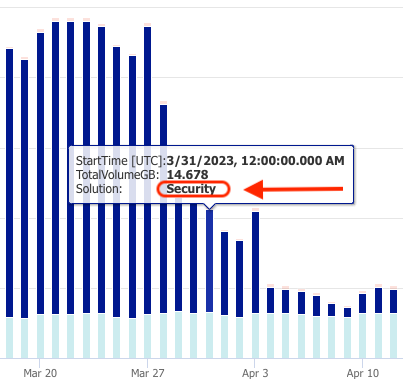 StartTime [UTC]:3/31/2023, 12:00:00.000 AM
TotalVolumeGB: 14.678
Solution: Security
Mar 20 Mar 27 Apr 3 Apr 10